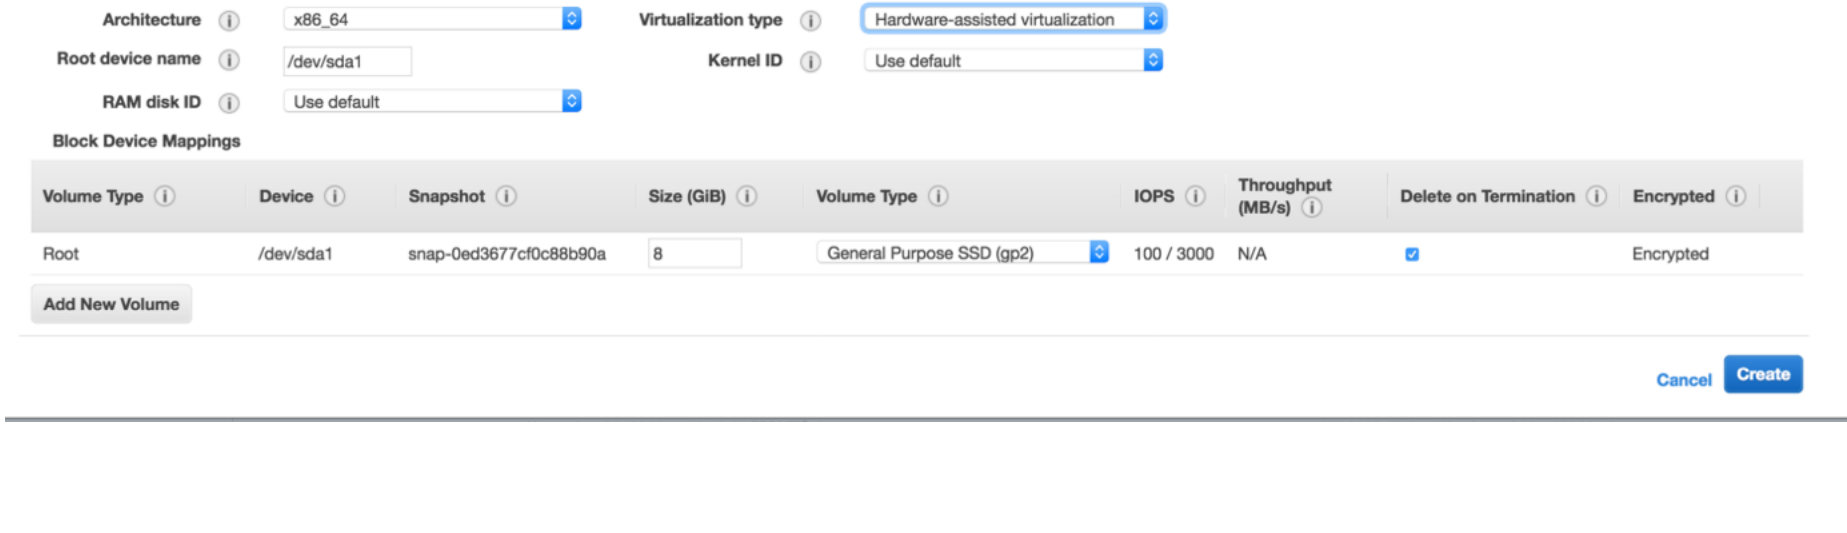 Architecture x86_64 Virtualization type Hardware-assisted virtualization
Root device name /dev/sda1 Kernel ID Use default
RAM disk ID Use default
Block Device Mappings
Volume Type Device Snapshot Size (GiB) Volume Type IOPS Throughput (MB/s) Delete on Termination Encrypted
Root /dev/sda1 snap-0ed3677cf0c88b90a 8 General Purpose SSD (gp2) 100 / 3000 N/A Encrypted
Add New Volume
Cancel Create